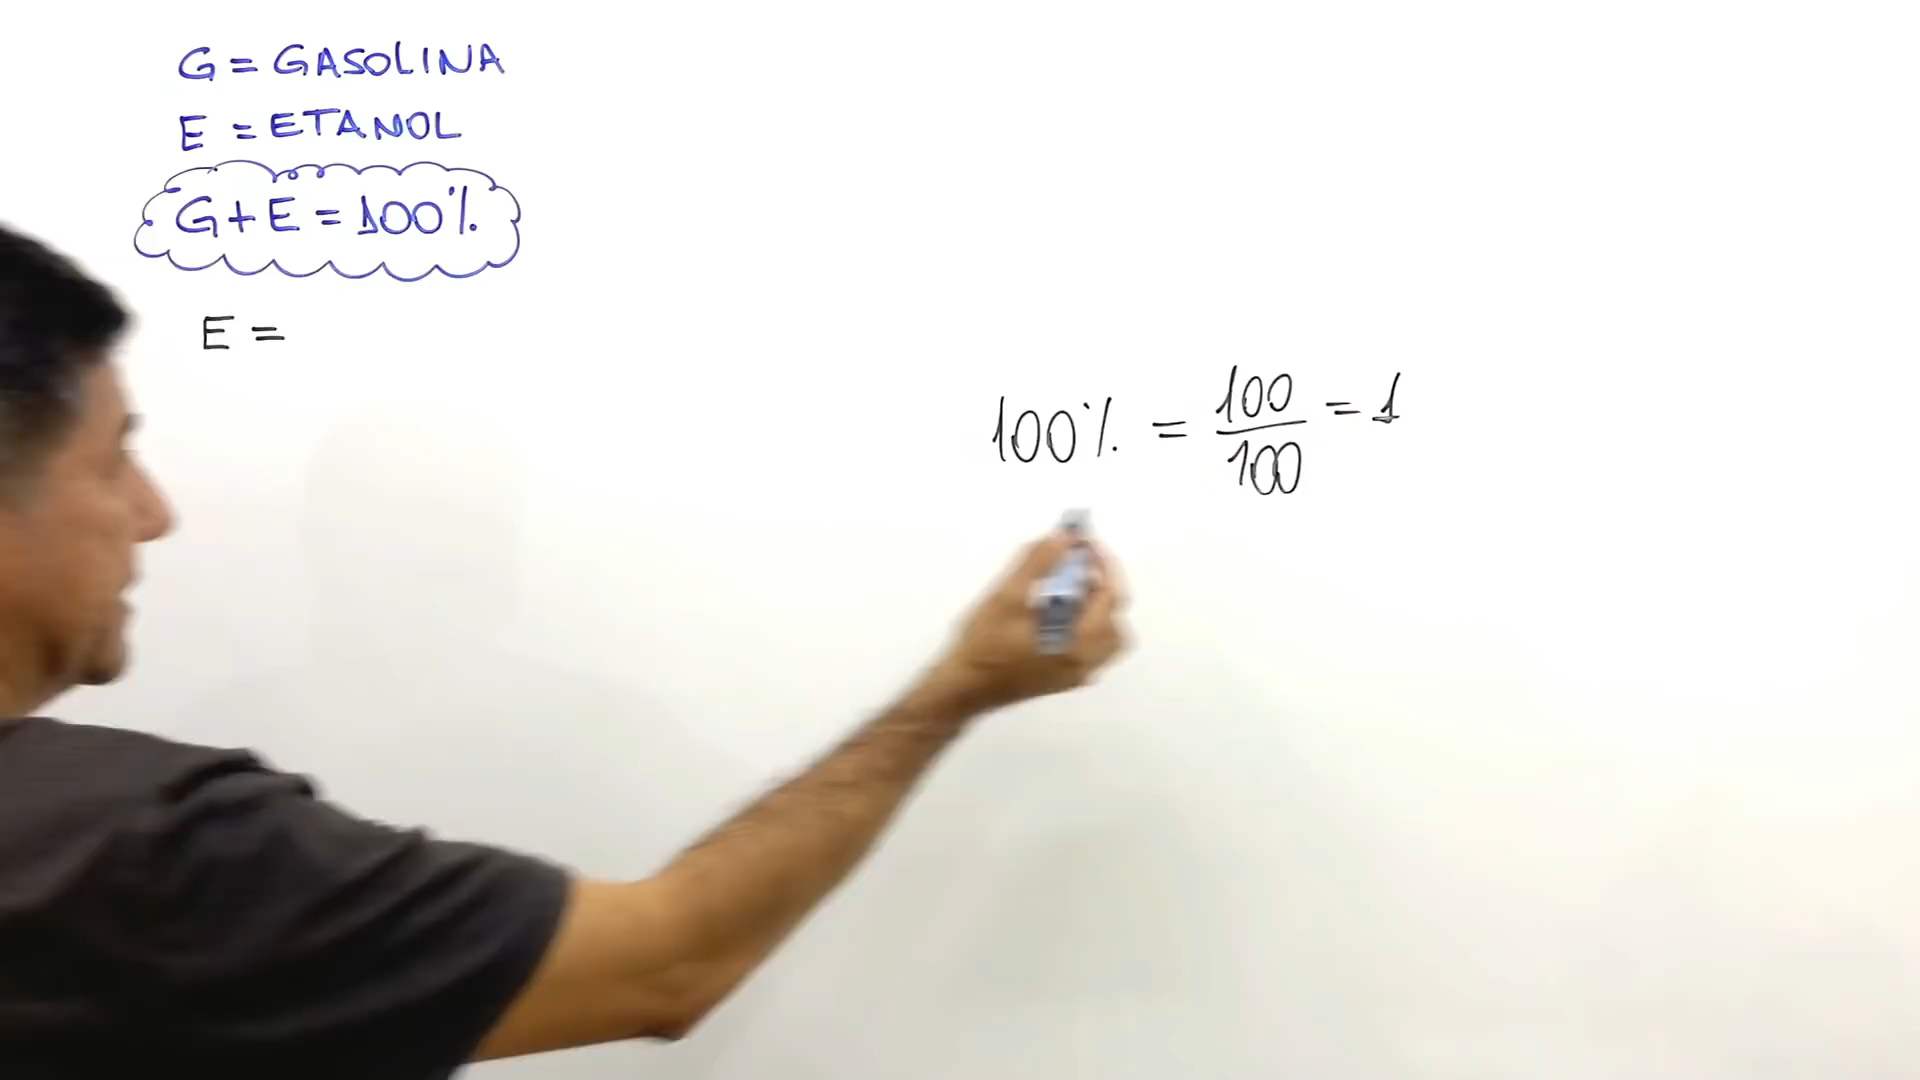 G = GASOLINA
E = ETANOL
G + E = 100%
E =
100% = 100/100 = 1